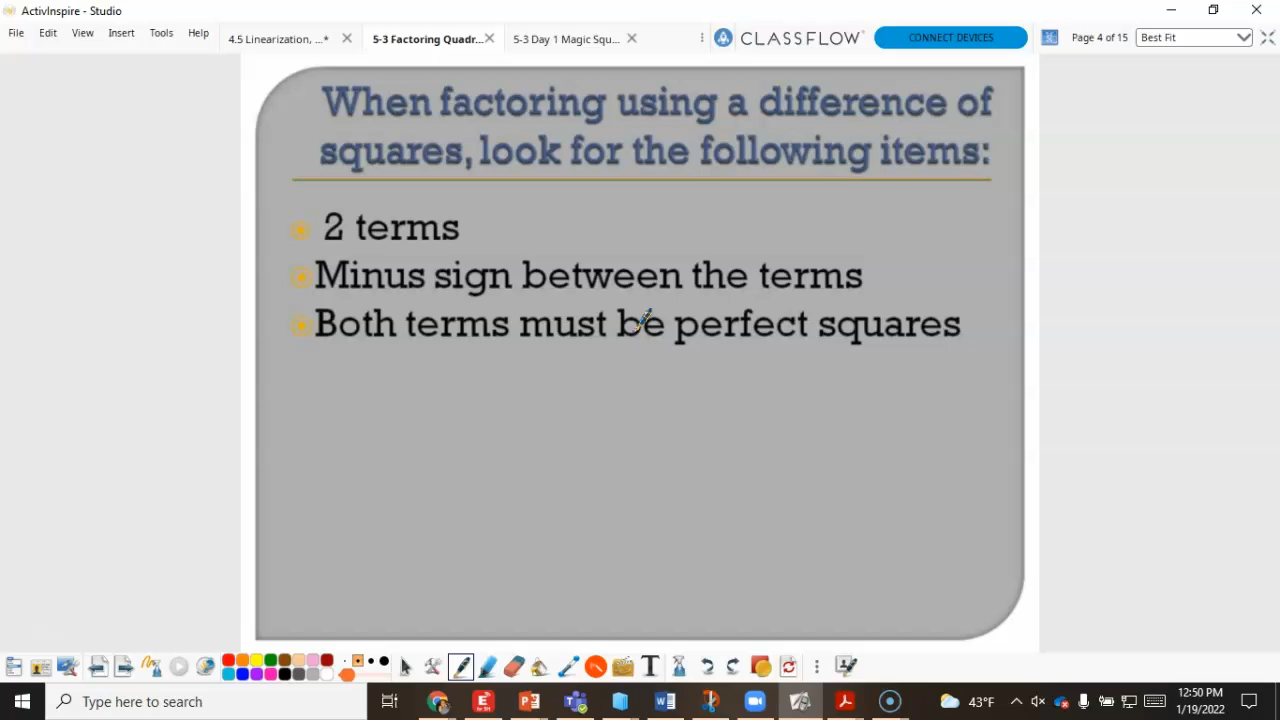 ActivInspire - Studio
File Edit View Insert Tools Help
4.5 Linearization, ...* 5-3 Factoring Quadr... 5-3 Day 1 Magic Squ...
CLASSFLOW
CONNECT DEVICES
Page 4 of 15
Best Fit
When factoring using a difference of
squares, look for the following items:
2 terms
Minus sign between the terms
Both terms must be perfect squares
Type here to search
43°F
12:50 PM
1/19/2022